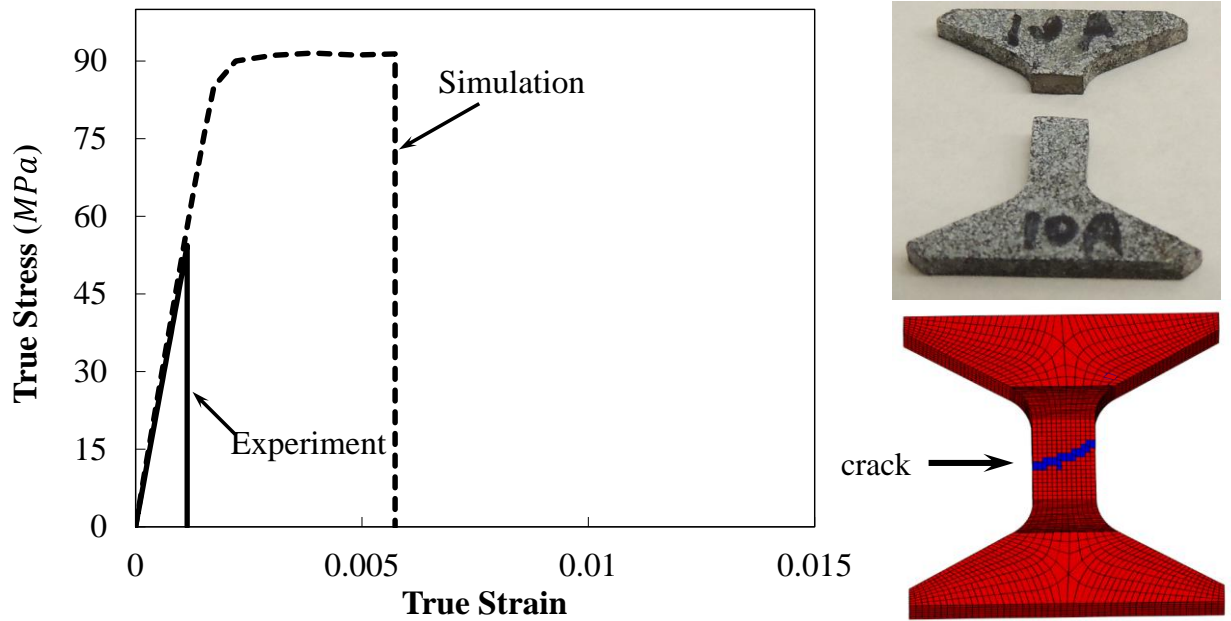 90
75
60
45
30
15
0
True Stress (MPa)
Simulation
Experiment
0
0.005
0.01
0.015
True Strain
10A
10A
crack